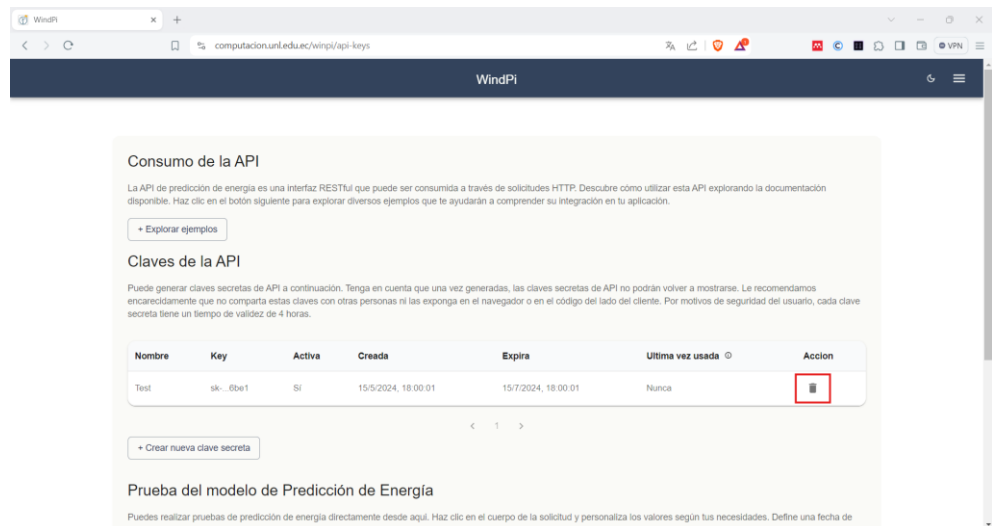 WindPi
computacion.unl.edu.ec/winpi/api-keys
VPN
WindPi
Consumo de la API
La API de predicción de energía es una interfaz RESTful que puede ser consumida a través de solicitudes HTTP. Descubre cómo utilizar esta API explorando la documentación
disponible. Haz clic en el botón siguiente para explorar diversos ejemplos que te ayudarán a comprender su integración en tu aplicación.
+ Explorar ejemplos
Claves de la API
Puede generar claves secretas de API a continuación. Tenga en cuenta que una vez generadas, las claves secretas de API no podrán volver a mostrarse. Le recomendamos
encarecidamente que no comparta estas claves con otras personas ni las exponga en el navegador o en el código del lado del cliente. Por motivos de seguridad del usuario, cada clave
secreta tiene un tiempo de validez de 4 horas.
Nombre Key Activa Creada Expira Ultima vez usada Accion
Test sk-...6be1 Sí 15/5/2024, 18:00:01 15/7/2024, 18:00:01 Nunca
< 1 >
+ Crear nueva clave secreta
Prueba del modelo de Predicción de Energía
Puedes realizar pruebas de predicción de energía directamente desde aquí. Haz clic en el cuerpo de la solicitud y personaliza los valores según tus necesidades. Define una fecha de